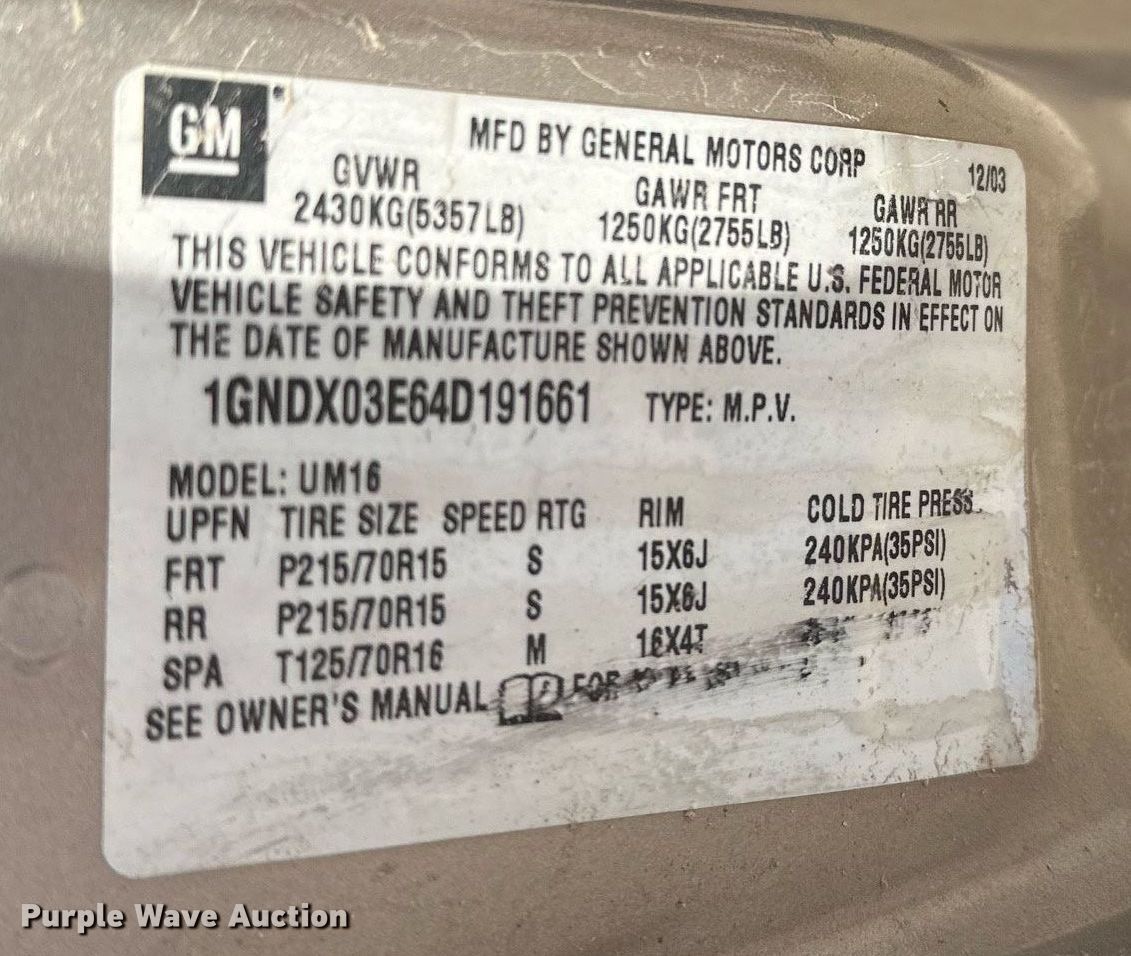 GM
MFD BY GENERAL MOTORS CORP 12/03
GVWR GAWR FRT GAWR RR
2430KG(5357LB) 1250KG(2755LB) 1250KG(2755LB)
THIS VEHICLE CONFORMS TO ALL APPLICABLE U.S. FEDERAL MOTOR
VEHICLE SAFETY AND THEFT PREVENTION STANDARDS IN EFFECT ON
THE DATE OF MANUFACTURE SHOWN ABOVE.
1GNDX03E64D191661 TYPE: M.P.V.
MODEL: UM16
UPFN TIRE SIZE SPEED RTG RIM COLD TIRE PRESS.
FRT P215/70R15 S 15X6J 240KPA(35PSI)
RR P215/70R15 S 15X6J 240KPA(35PSI)
SPA T125/70R16 M 16X4T
SEE OWNER'S MANUAL FOR
Purple Wave Auction